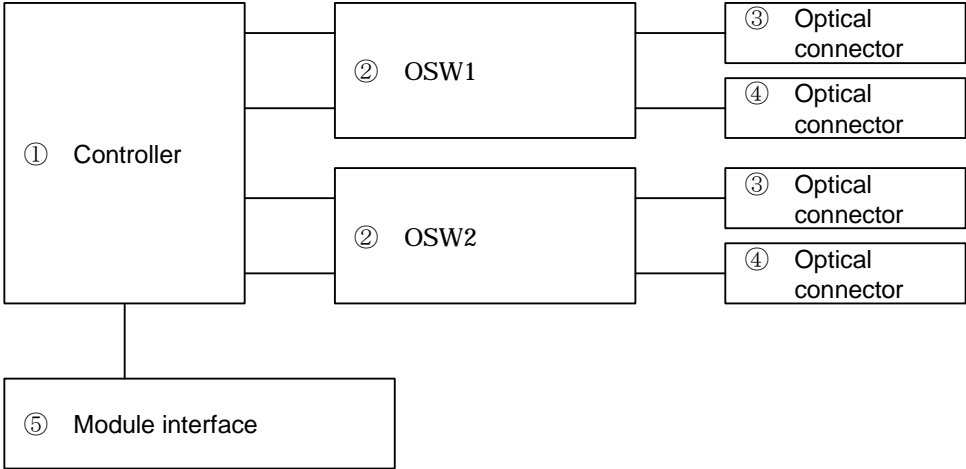 ③ Optical
connector
② OSW1
④ Optical
connector
① Controller
③ Optical
connector
② OSW2
④ Optical
connector
⑤ Module interface